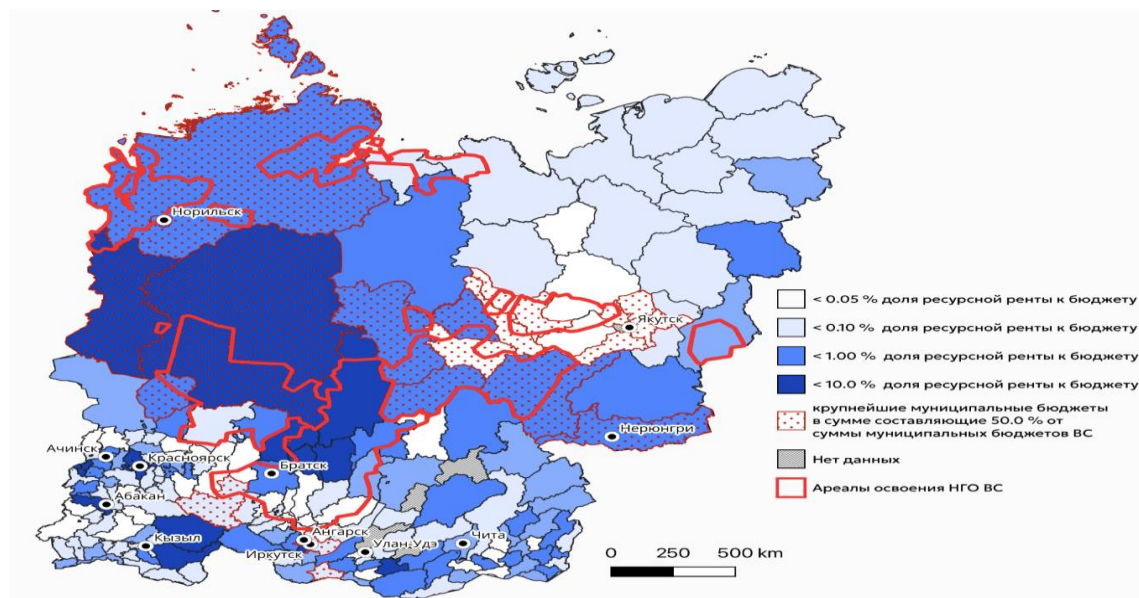 Норильск
Якутск
Нерюнгри
Ачинск
Красноярск
Братск
Абакан
Кызыл
Ангарск
Иркутск
Улан-Удэ
Чита
< 0.05 % доля ресурсной ренты к бюджету
< 0.10 % доля ресурсной ренты к бюджету
< 1.00 % доля ресурсной ренты к бюджету
< 10.0 % доля ресурсной ренты к бюджету
крупнейшие муниципальные бюджеты
в сумме составляющие 50.0 % от
суммы муниципальных бюджетов ВС
Нет данных
Ареалы освоения НГО ВС
0 250 500 km